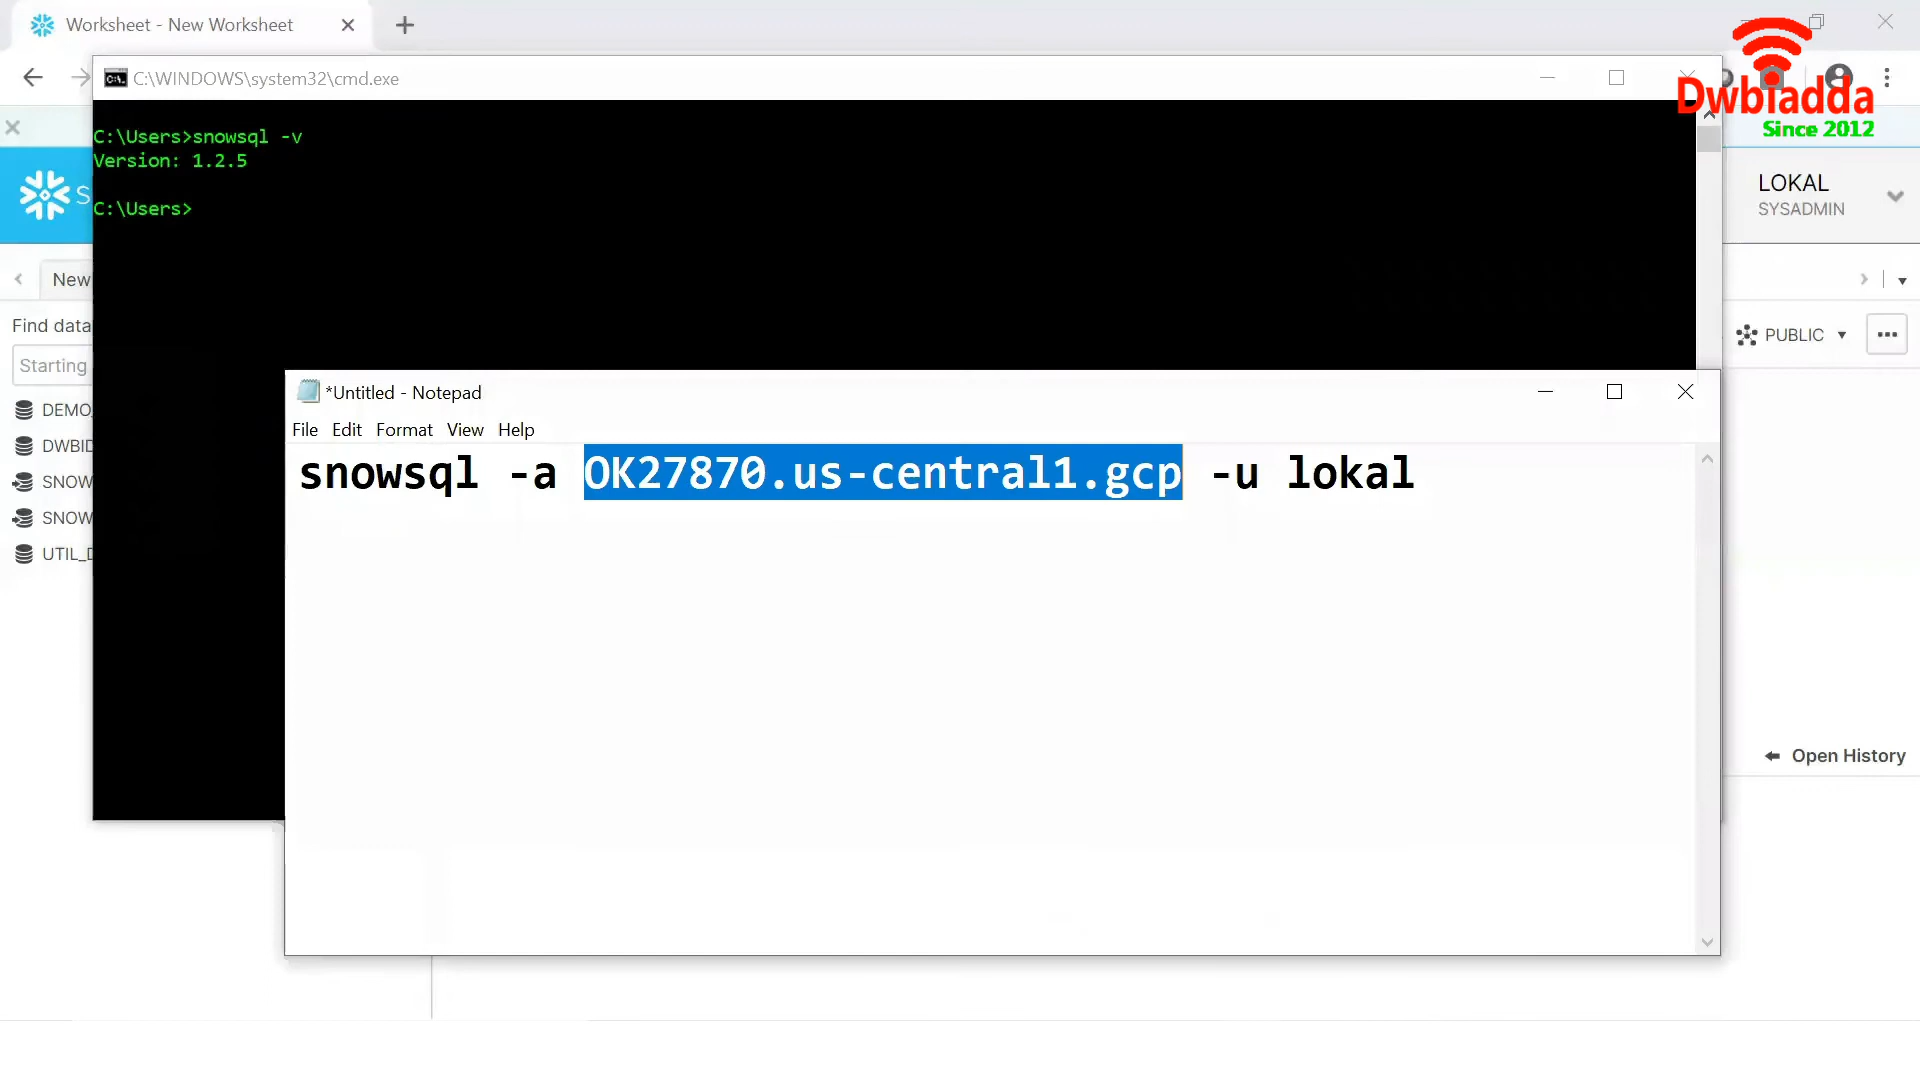 Worksheet - New Worksheet
C:\WINDOWS\system32\cmd.exe
Dwbiadda
Since 2012
C:\Users>snowsql -v
Version: 1.2.5
C:\Users>
S
LOKAL
SYSADMIN
New
Find data
Starting
PUBLIC
DEMO_
DWBID
SNOW
SNOW
UTIL_D
*Untitled - Notepad
File Edit Format View Help
snowsql -a OK27870.us-central1.gcp -u lokal
Open History